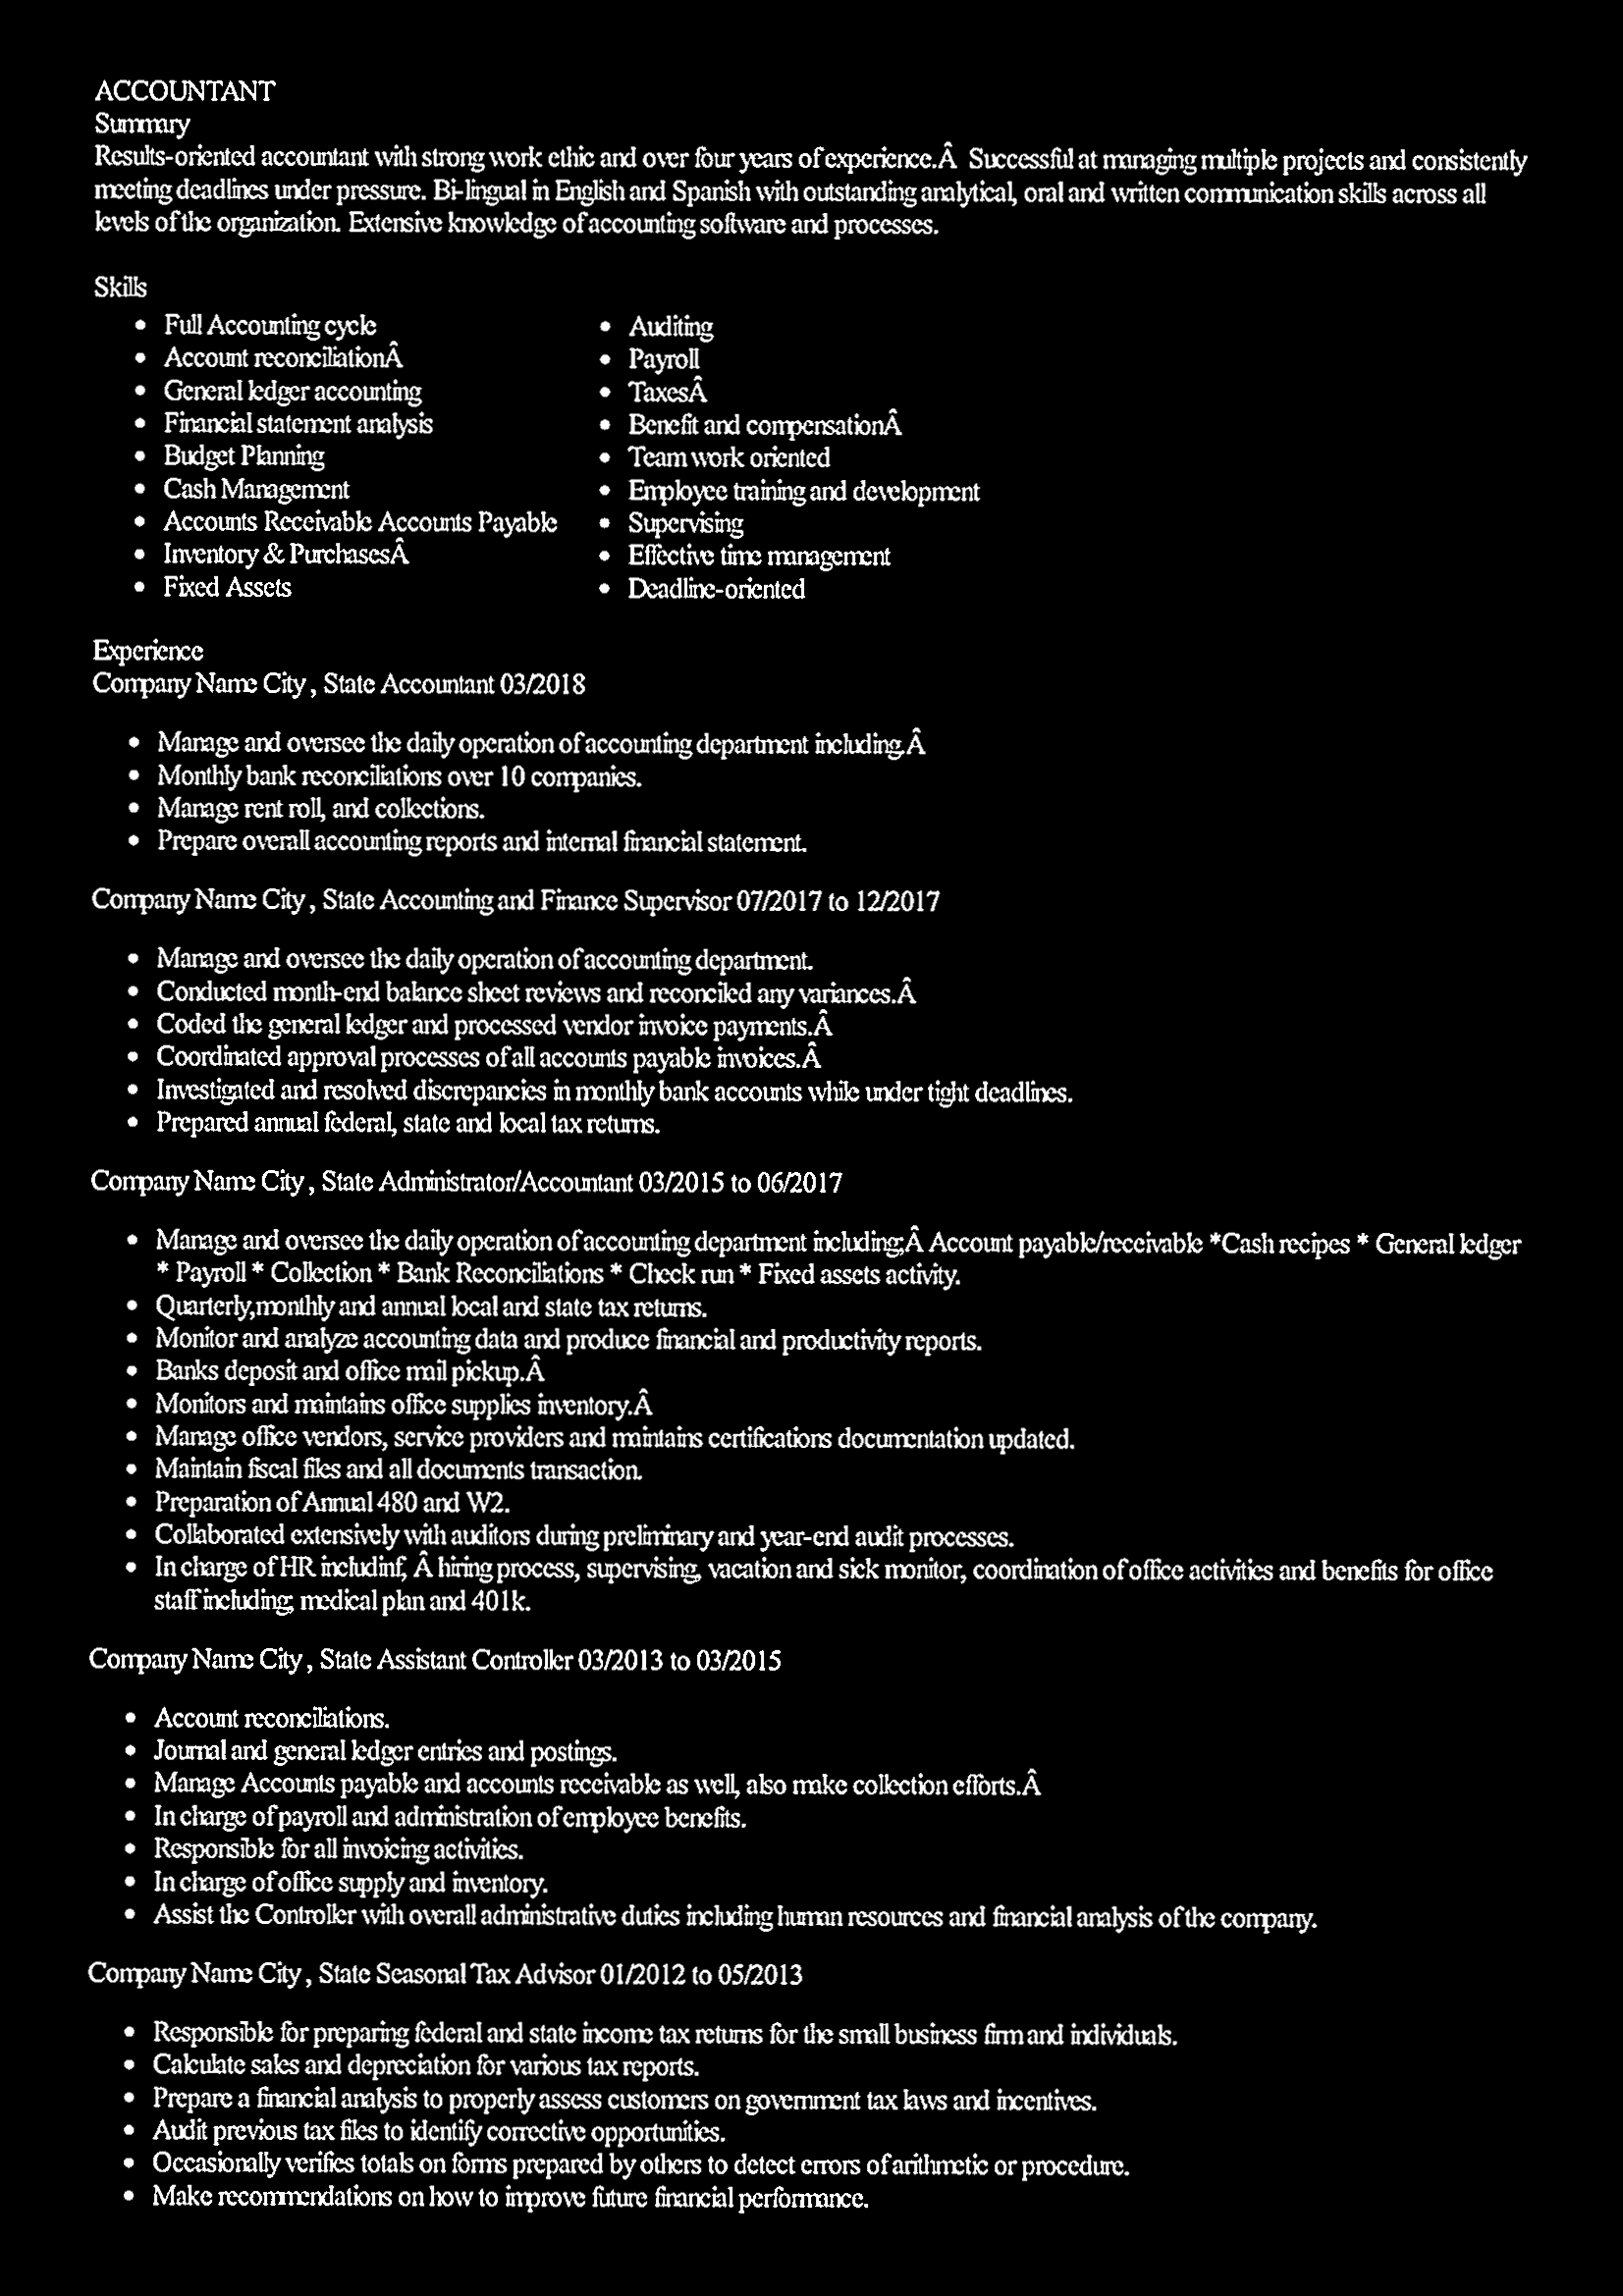 ACCOUNTANT
Summary
Results-oriented accountant with strong work ethic and over four years of experience.Â  Successful at managing multiple projects and consistently
meeting deadlines under pressure. Bi-lingual in English and Spanish with outstanding analytical, oral and written communication skills across all
levels of the organization. Extensive knowledge of accounting software and processes.
Skills
• Full Accounting cycle
• Account reconciliationÂ
• General ledger accounting
• Financial statement analysis
• Budget Planning
• Cash Management
• Accounts Receivable Accounts Payable
• Inventory & PurchasesÂ
• Fixed Assets
• Auditing
• Payroll
• TaxesÂ
• Benefit and compensationÂ
• Team work oriented
• Employee training and development
• Supervising
• Effective time management
• Deadline-oriented
Experience
Company Name City , State Accountant 03/2018
• Manage and oversee the daily operation of accounting department including.Â
• Monthly bank reconciliations over 10 companies.
• Manage rent roll, and collections.
• Prepare overall accounting reports and internal financial statement.
Company Name City , State Accounting and Finance Supervisor 07/2017 to 12/2017
• Manage and oversee the daily operation of accounting department.
• Conducted month-end balance sheet reviews and reconciled any variances.Â
• Coded the general ledger and processed vendor invoice payments.Â
• Coordinated approval processes of all accounts payable invoices.Â
• Investigated and resolved discrepancies in monthly bank accounts while under tight deadlines.
• Prepared annual federal, state and local tax returns.
Company Name City , State Administrator/Accountant 03/2015 to 06/2017
• Manage and oversee the daily operation of accounting department including;Â Account payable/receivable *Cash recipes * General ledger
* Payroll * Collection * Bank Reconciliations * Check run * Fixed assets activity.
• Quarterly,monthly and annual local and state tax returns.
• Monitor and analyze accounting data and produce financial and productivity reports.
• Banks deposit and office mail pickup.Â
• Monitors and maintains office supplies inventory.Â
• Manage office vendors, service providers and maintains certifications documentation updated.
• Maintain fiscal files and all documents transaction.
• Preparation of Annual 480 and W2.
• Collaborated extensively with auditors during preliminary and year-end audit processes.
• In charge of HR includinf, Â hiring process, supervising, vacation and sick monitor, coordination of office activities and benefits for office
staff including; medical plan and 401k.
Company Name City , State Assistant Controller 03/2013 to 03/2015
• Account reconciliations.
• Journal and general ledger entries and postings.
• Manage Accounts payable and accounts receivable as well, also make collection efforts.Â
• In charge of payroll and administration of employee benefits.
• Responsible for all invoicing activities.
• In charge of office supply and inventory.
• Assist the Controller with overall administrative duties including human resources and financial analysis of the company.
Company Name City , State Seasonal Tax Advisor 01/2012 to 05/2013
• Responsible for preparing federal and state income tax returns for the small business firm and individuals.
• Calculate sales and depreciation for various tax reports.
• Prepare a financial analysis to properly assess customers on government tax laws and incentives.
• Audit previous tax files to identify corrective opportunities.
• Occasionally verifies totals on forms prepared by others to detect errors of arithmetic or procedure.
• Make recommendations on how to improve future financial performance.